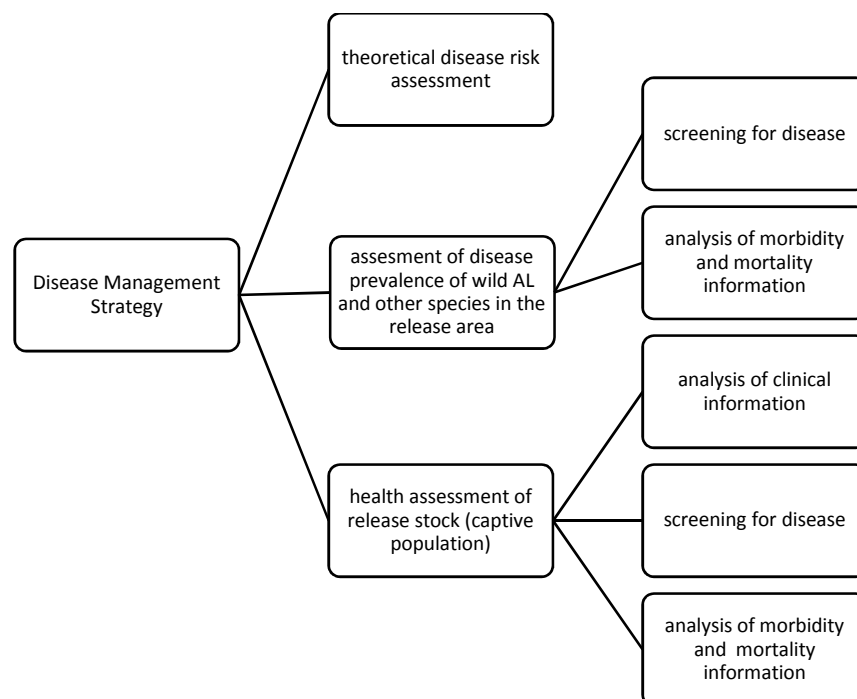 theoretical disease risk
assessment
screening for disease
Disease Management
Strategy
assesment of disease
prevalence of wild AL
and other species in the
release area
analysis of morbidity
and mortality
information
analysis of clinical
information
health assessment of
release stock (captive
population)
screening for disease
analysis of morbidity
and mortality
information